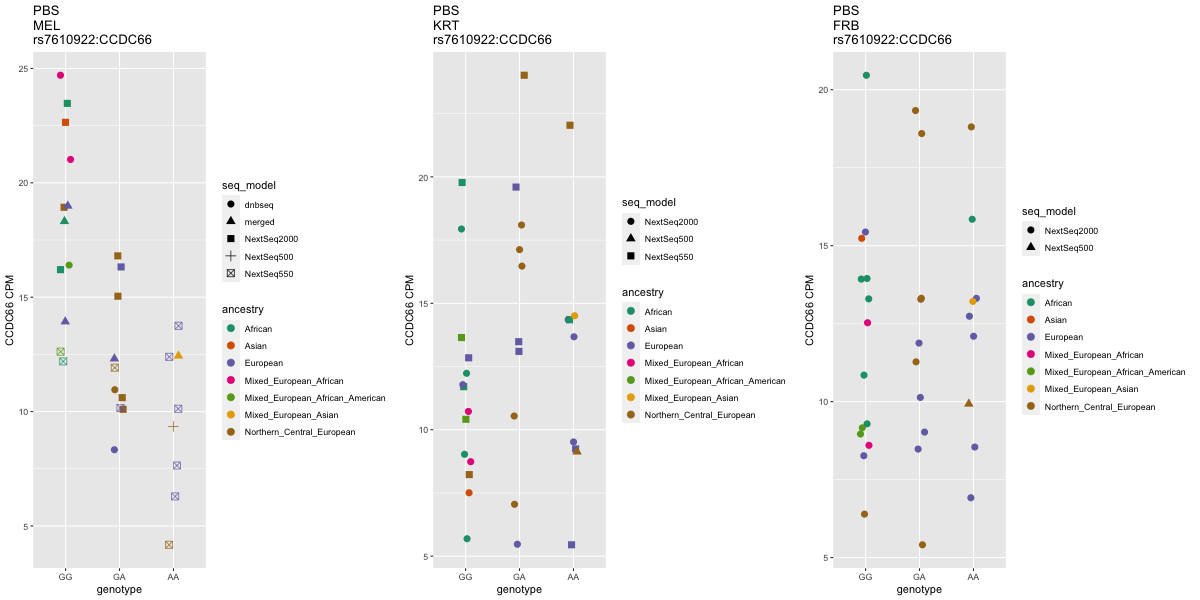 PBS
MEL
rs7610922:CCDC66
CCDC66 CPM
25
20
15
10
5
GG
GA
AA
genotype
seq_model
dnbseq
merged
NextSeq2000
NextSeq500
NextSeq550
ancestry
African
Asian
European
Mixed_European_African
Mixed_European_African_American
Mixed_European_Asian
Northern_Central_European
PBS
KRT
rs7610922:CCDC66
CCDC66 CPM
20
15
10
5
GG
GA
AA
genotype
seq_model
NextSeq2000
NextSeq500
NextSeq550
ancestry
African
Asian
European
Mixed_European_African
Mixed_European_African_American
Mixed_European_Asian
Northern_Central_European
PBS
FRB
rs7610922:CCDC66
CCDC66 CPM
20
15
10
5
GG
GA
AA
genotype
seq_model
NextSeq2000
NextSeq500
ancestry
African
Asian
European
Mixed_European_African
Mixed_European_African_American
Mixed_European_Asian
Northern_Central_European